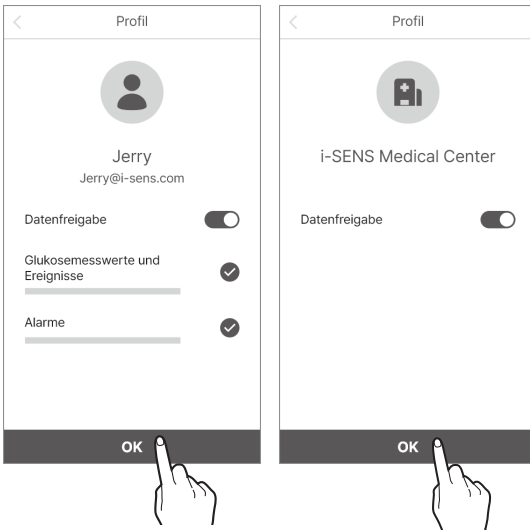 Profil
Jerry
Jerry@i-sens.com
Datenfreigabe
Glukosemesswerte und
Ereignisse
Alarme
OK
Profil
i-SENS Medical Center
Datenfreigabe
OK